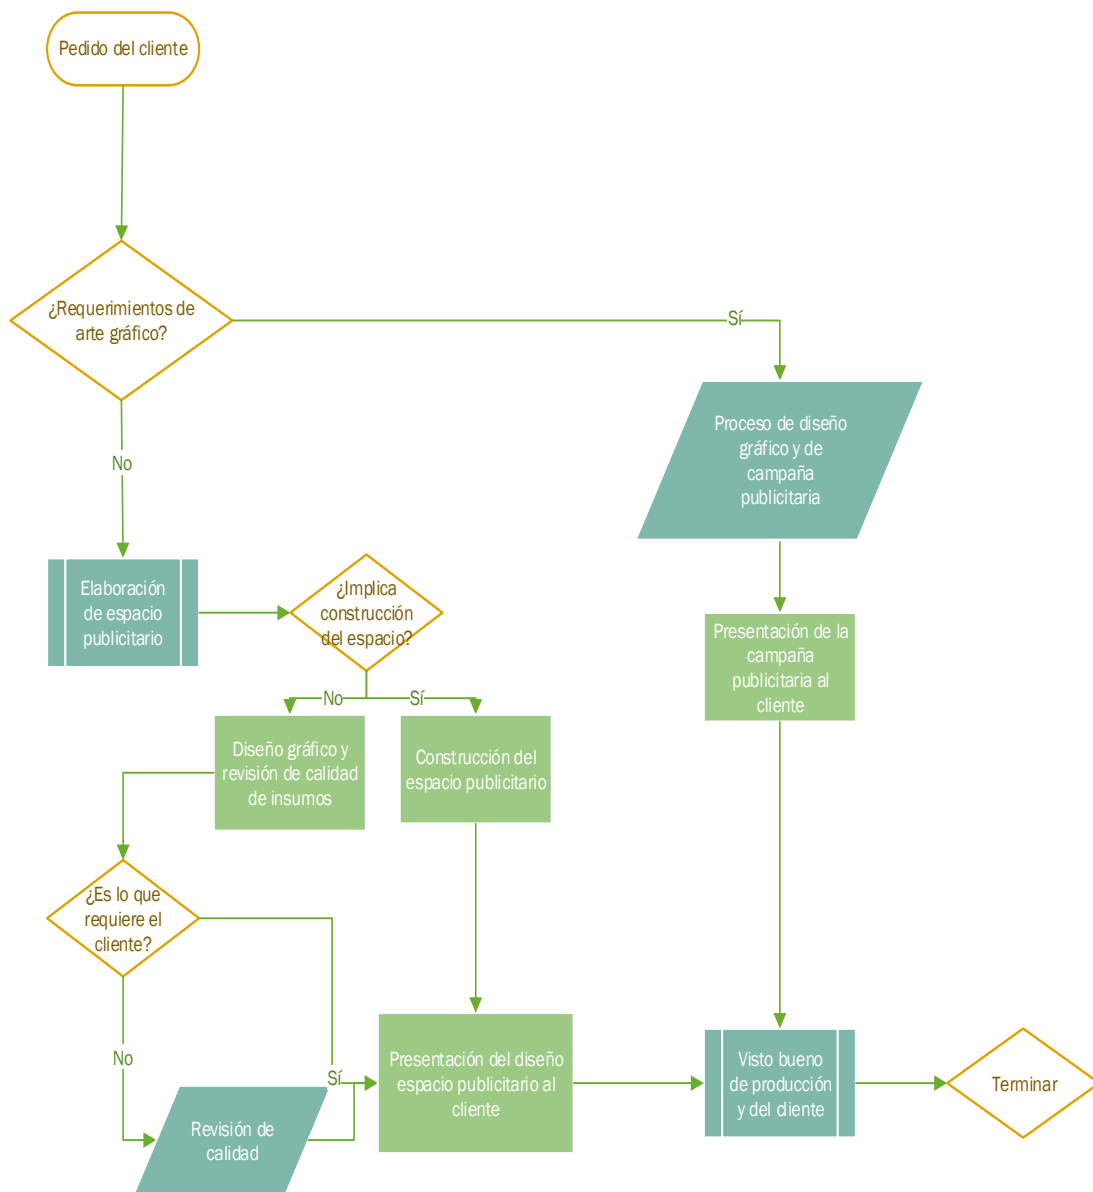 Pedido del cliente
¿Requerimientos de
arte gráfico?
Sí
Proceso de diseño
gráfico y de
campaña
publicitaria
No
Elaboración
de espacio
publicitario
¿Implica
construcción
del espacio?
Presentación de la
campaña
publicitaria al
cliente
No
Sí
Diseño gráfico y
revisión de calidad
de insumos
Construcción del
espacio publicitario
¿Es lo que
requiere el
cliente?
No
Sí
Revisión de
calidad
Presentación del diseño
espacio publicitario al
cliente
Visto bueno
de producción
y del cliente
Terminar